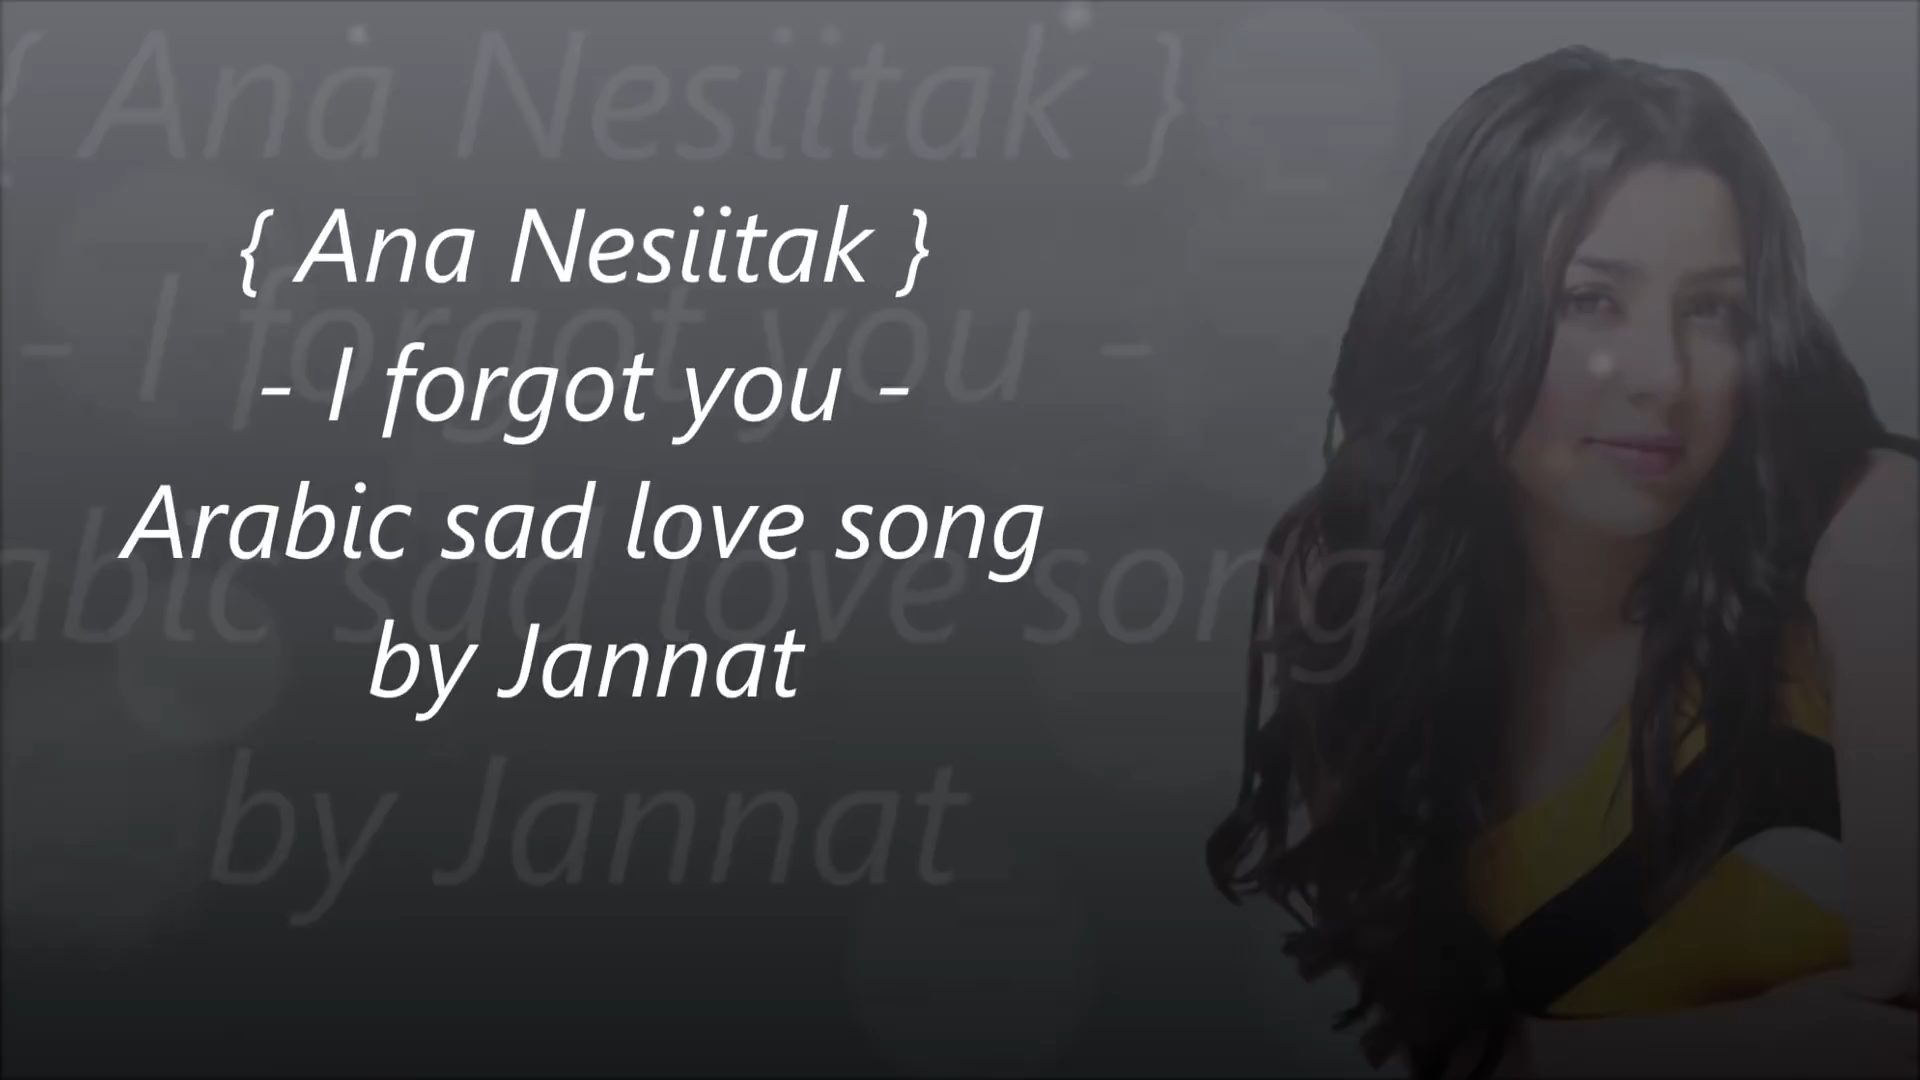 { Ana Nesiitak }
- I forgot you -
Arabic sad love song
by Jannat